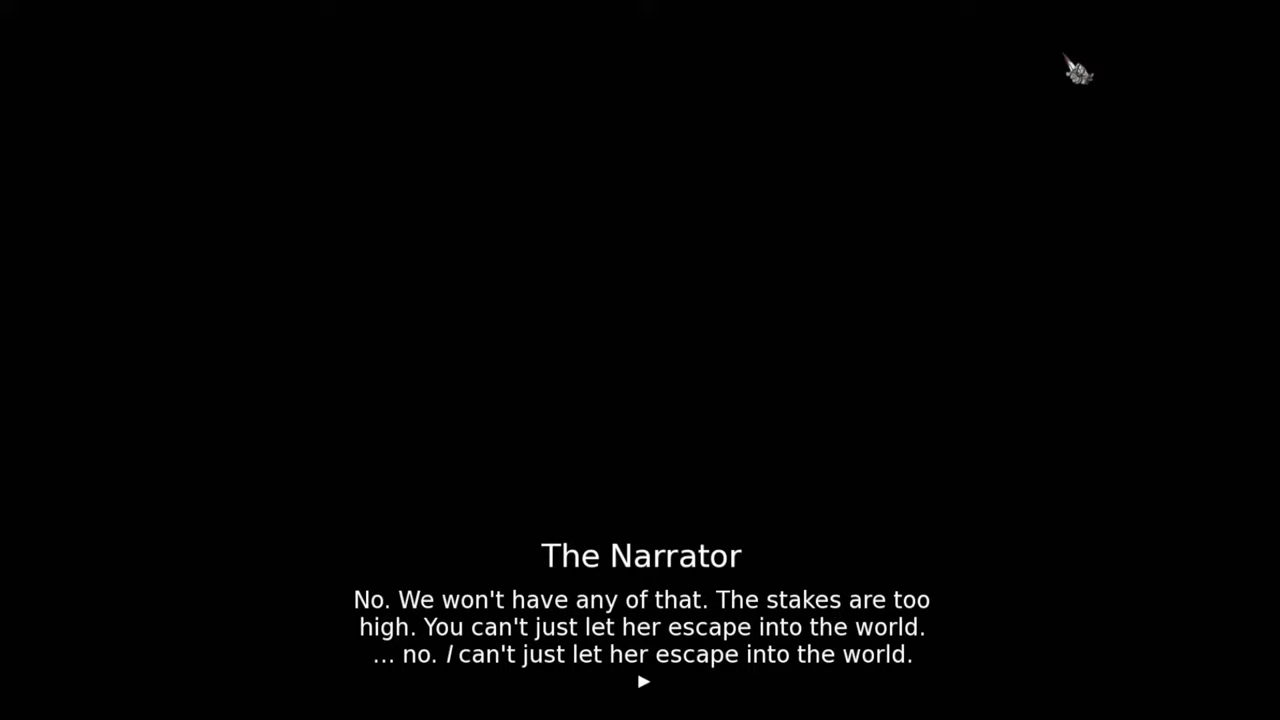 The Narrator
No. We won't have any of that. The stakes are too
high. You can't just let her escape into the world.
... no. I can't just let her escape into the world.